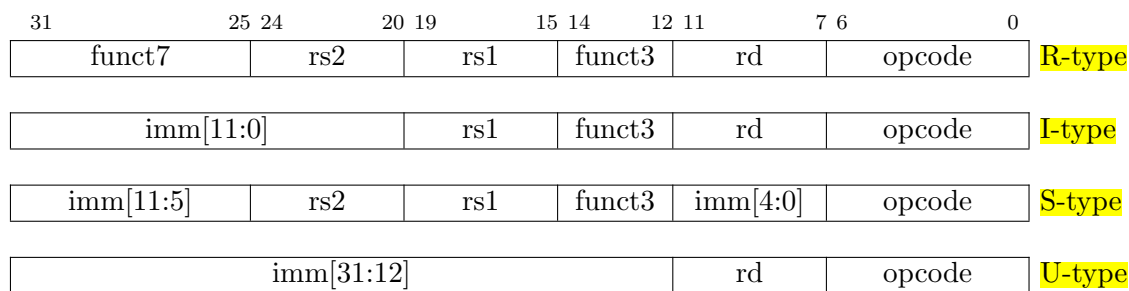 31 25 24 20 19 15 14 12 11 7 6 0
funct7 rs2 rs1 funct3 rd opcode R-type
imm[11:0] rs1 funct3 rd opcode I-type
imm[11:5] rs2 rs1 funct3 imm[4:0] opcode S-type
imm[31:12] rd opcode U-type